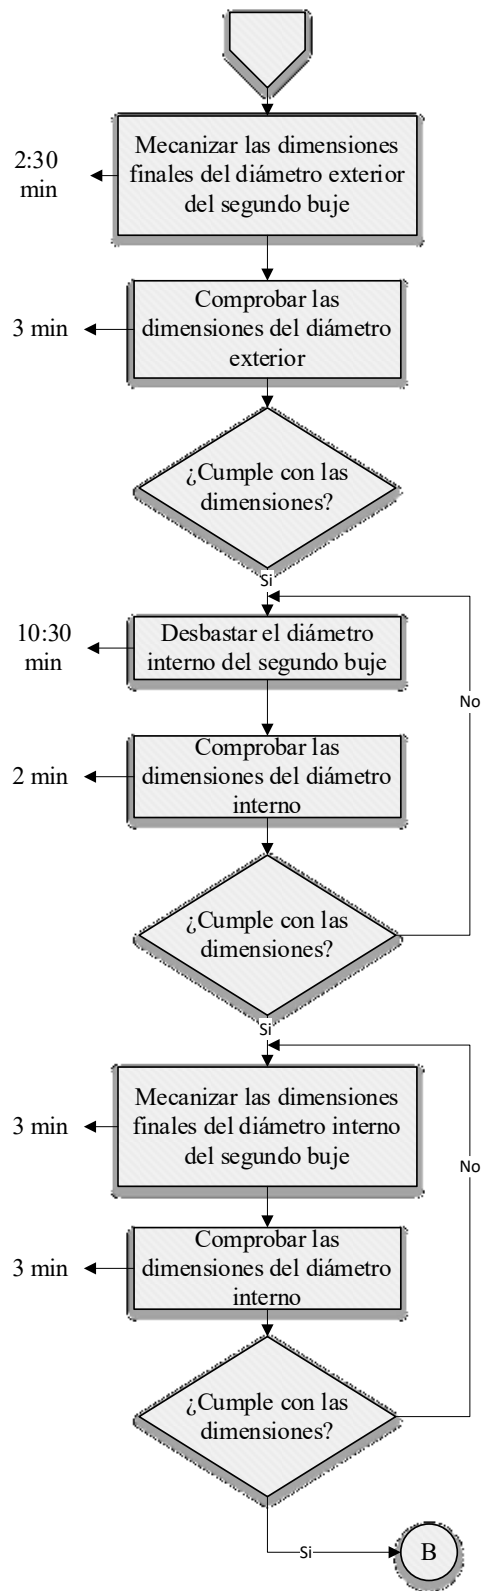 Mecanizar las dimensiones
finales del diámetro exterior
del segundo buje
2:30
min
Comprobar las
dimensiones del diámetro
exterior
3 min
¿Cumple con las
dimensiones?
Si
Desbastar el diámetro
interno del segundo buje
10:30
min
No
Comprobar las
dimensiones del diámetro
interno
2 min
¿Cumple con las
dimensiones?
Si
Mecanizar las dimensiones
finales del diámetro interno
del segundo buje
3 min
No
Comprobar las
dimensiones del diámetro
interno
3 min
¿Cumple con las
dimensiones?
Si
B